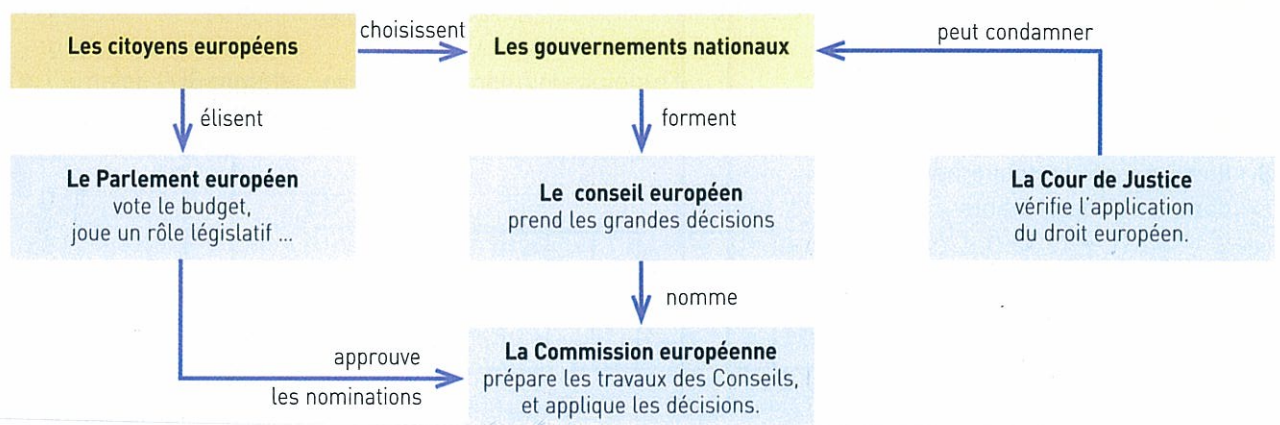 Les citoyens européens
choisissent
Les gouvernements nationaux
peut condamner
élisent
forment
Le Parlement européen
vote le budget,
joue un rôle législatif ...
Le conseil européen
prend les grandes décisions
La Cour de Justice
vérifie l'application
du droit européen.
nomme
approuve
les nominations
La Commission européenne
prépare les travaux des Conseils,
et applique les décisions.